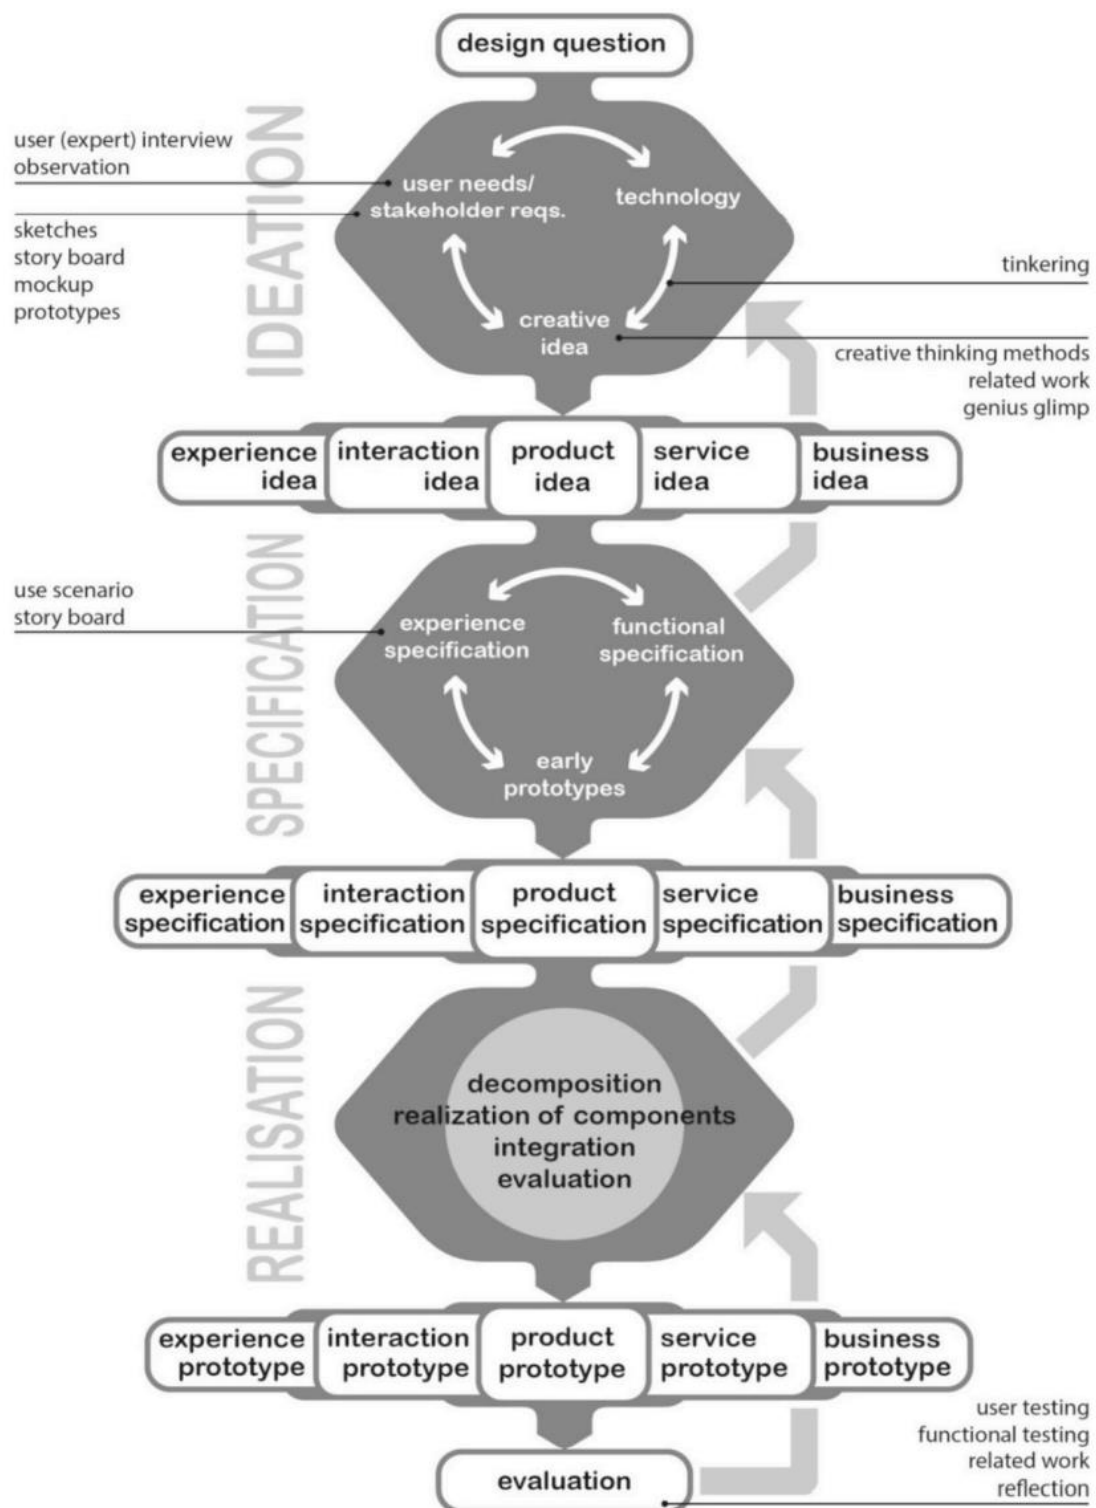 design question
IDEATION
user (expert) interview
observation
sketches
story board
mockup
prototypes
user needs/
stakeholder reqs.
technology
creative
idea
tinkering
creative thinking methods
related work
genius glimp
experience
idea
interaction
idea
product
idea
service
idea
business
idea
SPECIFICATION
use scenario
story board
experience
specification
functional
specification
early
prototypes
experience
specification
interaction
specification
product
specification
service
specification
business
specification
REALISATION
decomposition
realization of components
integration
evaluation
experience
prototype
interaction
prototype
product
prototype
service
prototype
business
prototype
evaluation
user testing
functional testing
related work
reflection